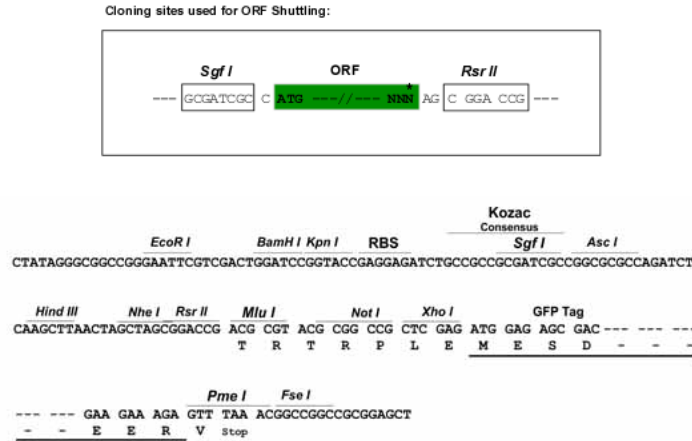 Cloning sites used for ORF Shuttling:
Sgf I ORF Rsr II
--- GCGATCGC C ATG ---//--- NNN* AG C GGA CCG ---
Kozac
Consensus
EcoR I BamH I Kpn I RBS Sgf I Asc I
CTATAGGGCGGCCGGGAATTCGTCGACTGGATCCGGTACCGAGGAGATCTGCCGCCGCGATCGCCGGCGCGCCAGATCT
Hind III Nhe I Rsr II Mlu I Not I Xho I GFP Tag
CAAGCTTAACTAGCTAGCGGACCG ACG CGT ACG CGG CCG CTC GAG ATG GAG AGC GAC--- --- ---
T R T R P L E M E S D - - -
Pme I Fse I
--- --- GAA GAA AGA GTT TAA ACGGCCGGCCGCGGAGCT
- - E E R V Stop